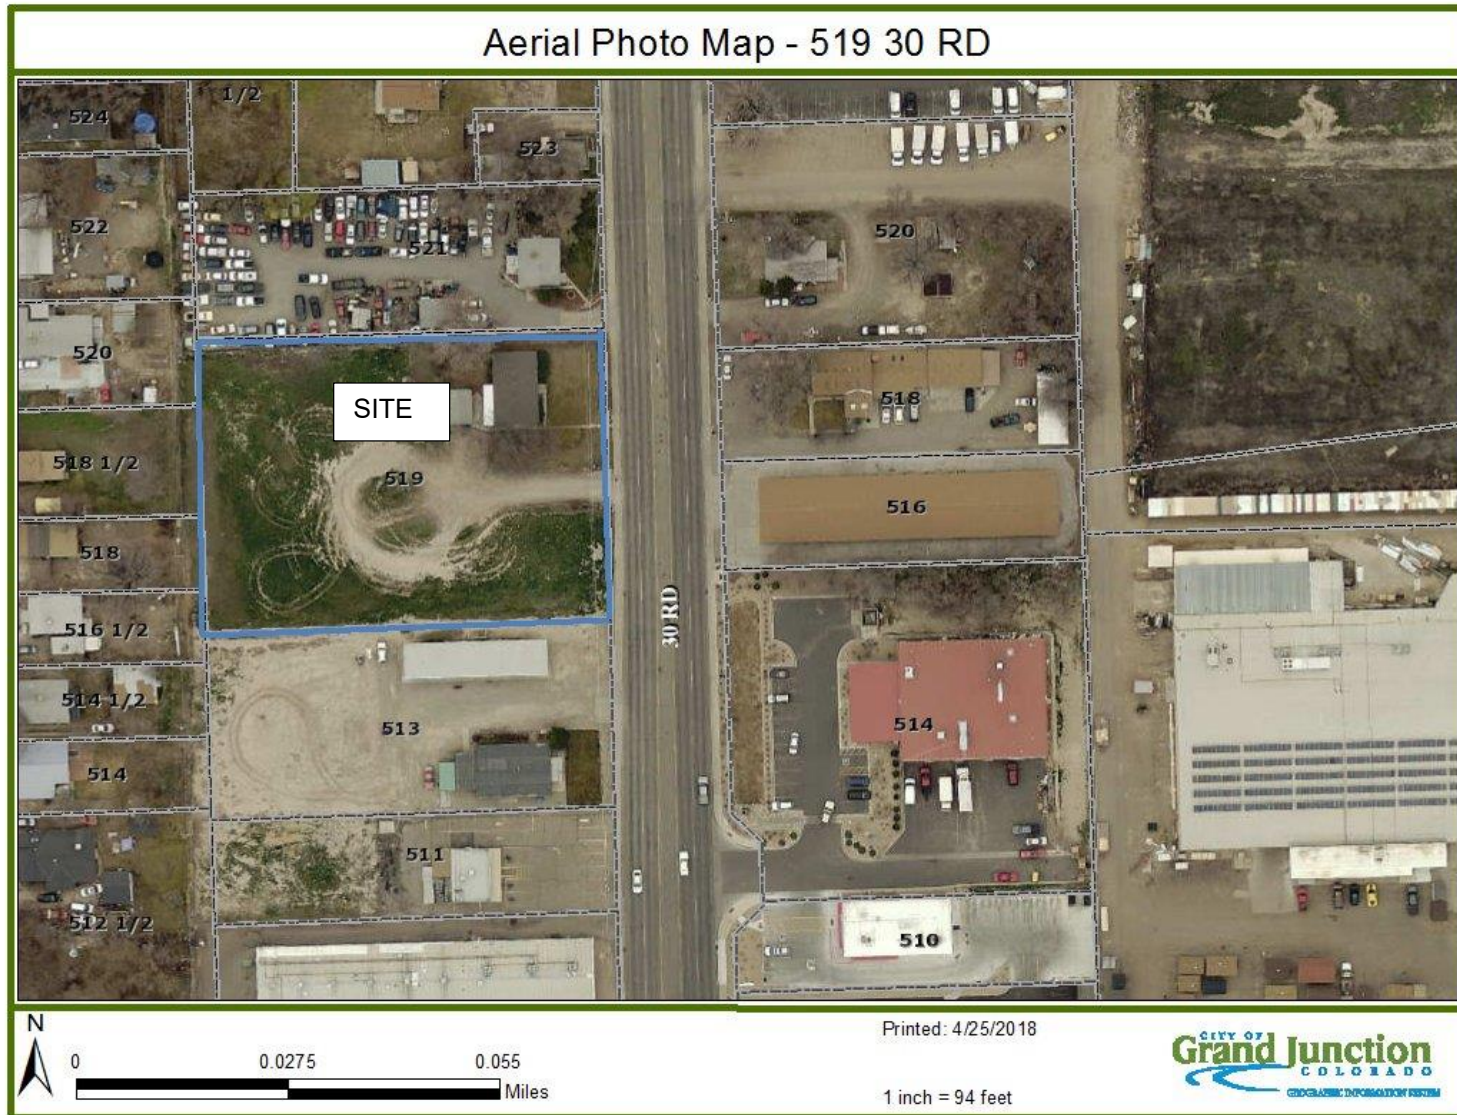 Aerial Photo Map - 519 30 RD
524
1/2
523
522
521
520
520
SITE
518
518 1/2
519
516
518
516 1/2
30 RD
514 1/2
513
514
514
511
512 1/2
510
N
0 0.0275 0.055
Miles
Printed: 4/25/2018
1 inch = 94 feet
CITY OF
Grand Junction
COLORADO
GEOGRAPHIC INFORMATION SYSTEM